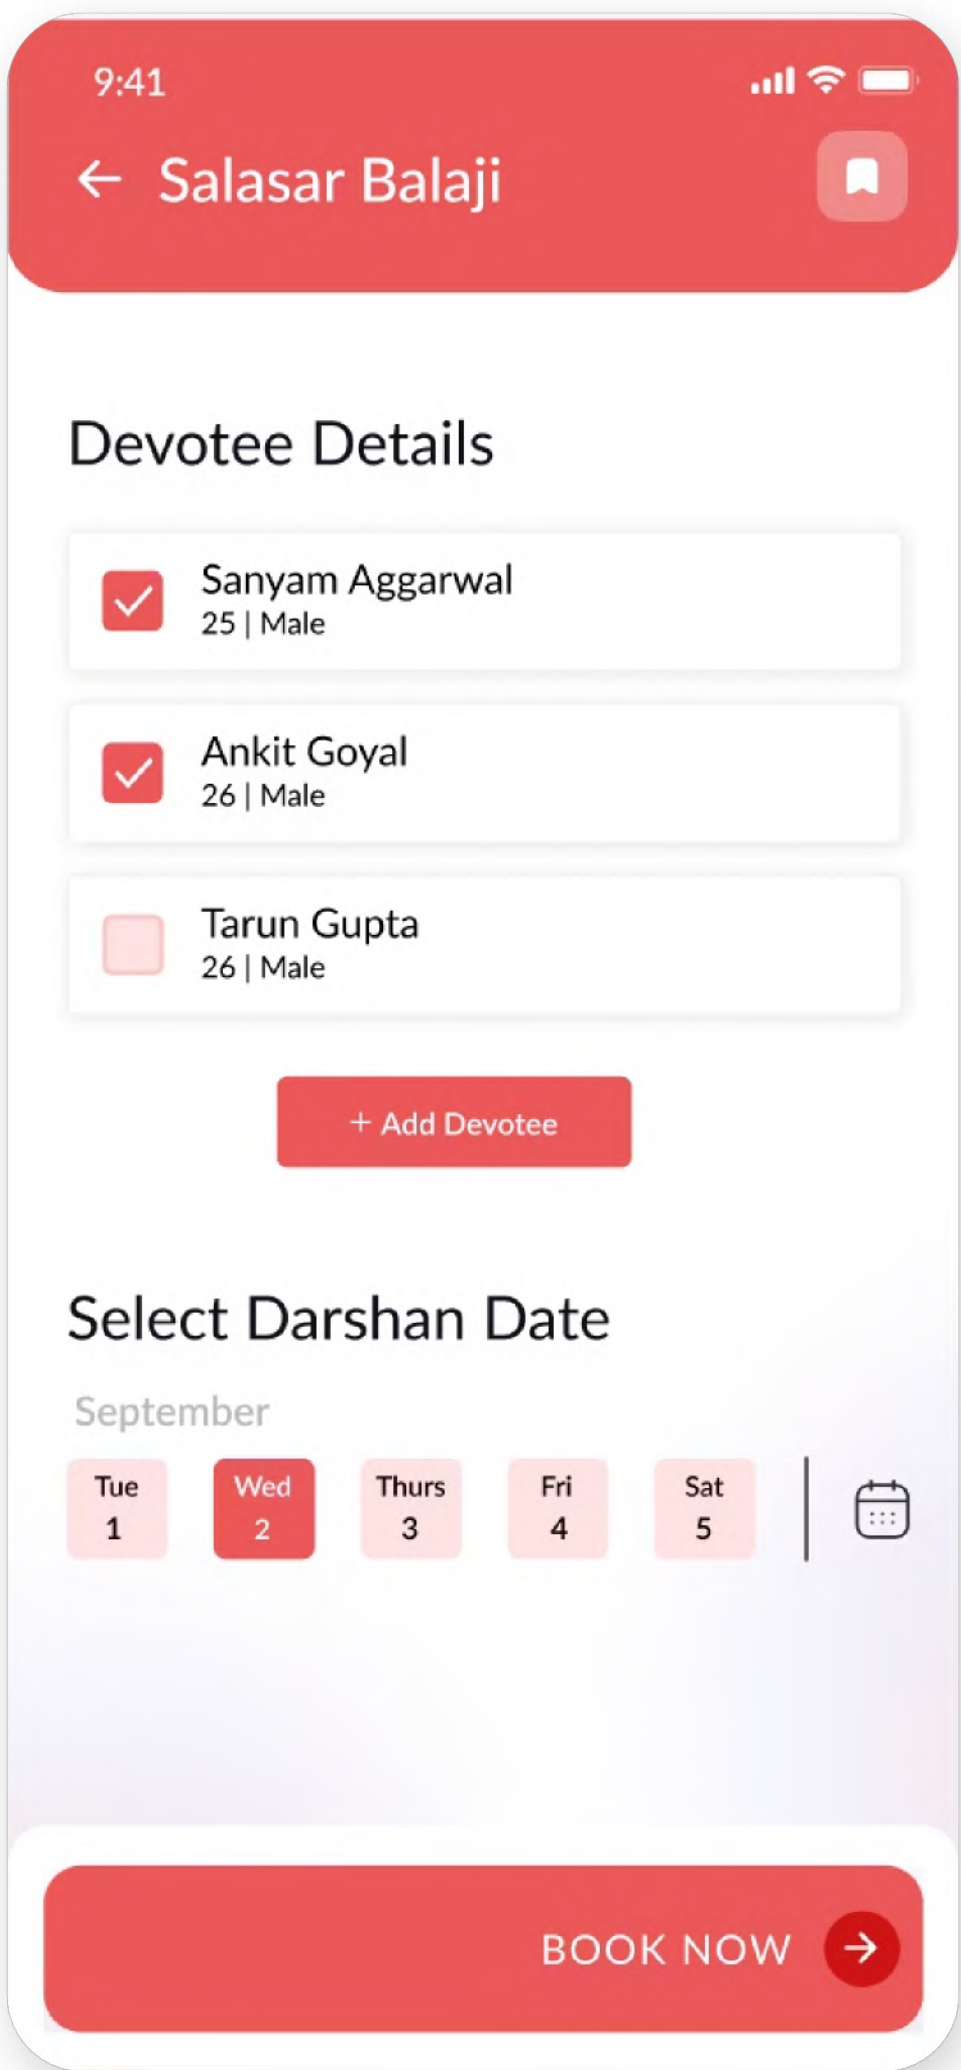 9:41
Salasar Balaji
Devotee Details
Sanyam Aggarwal
25 | Male
Ankit Goyal
26 | Male
Tarun Gupta
26 | Male
+ Add Devotee
Select Darshan Date
September
Tue Wed Thurs Fri Sat
1 2 3 4 5
BOOK NOW